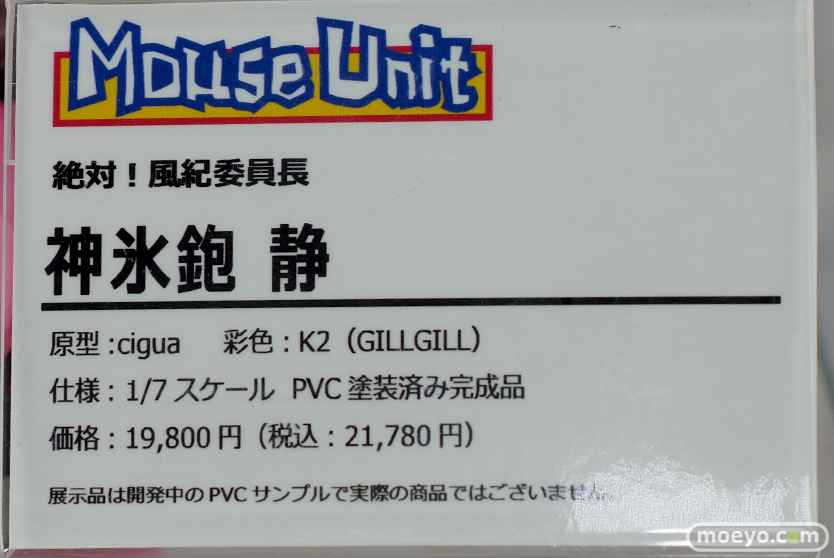 Mouse Unit
絶対！風紀委員長
神氷鉋 静
原型:cigua 彩色：K2（GILLGILL）
仕様：1/7 スケール PVC 塗装済み完成品
価格：19,800 円（税込：21,780 円）
展示品は開発中の PVC サンプルで実際の商品ではございません。
moeyo.com